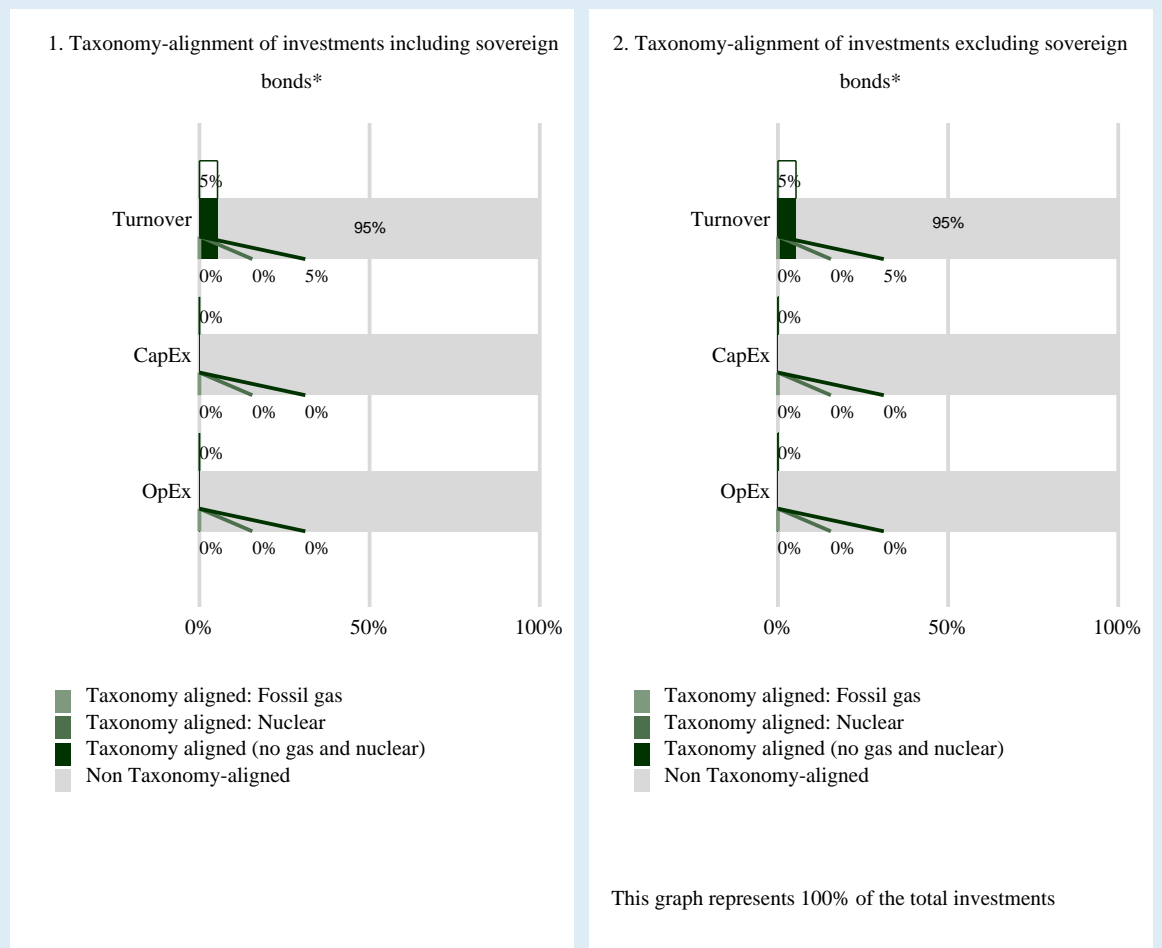 1. Taxonomy-alignment of investments including sovereign
bonds*
5%
Turnover
95%
0% 0% 5%
0%
CapEx
0% 0% 0%
0%
OpEx
0% 0% 0%
0% 50% 100%
Taxonomy aligned: Fossil gas
Taxonomy aligned: Nuclear
Taxonomy aligned (no gas and nuclear)
Non Taxonomy-aligned
2. Taxonomy-alignment of investments excluding sovereign
bonds*
5%
Turnover
95%
0% 0% 5%
0%
CapEx
0% 0% 0%
0%
OpEx
0% 0% 0%
0% 50% 100%
Taxonomy aligned: Fossil gas
Taxonomy aligned: Nuclear
Taxonomy aligned (no gas and nuclear)
Non Taxonomy-aligned
This graph represents 100% of the total investments